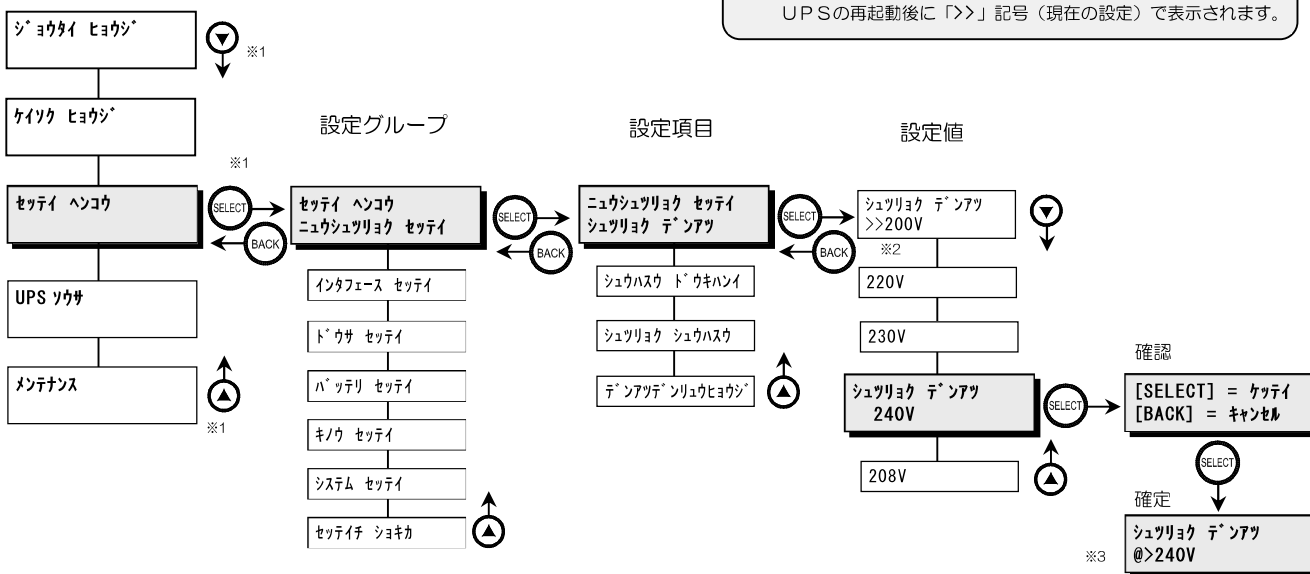 UPSの再起動後に「>>」記号（現在の設定）で表示されます。
ｼﾞｮｳﾀｲ ﾋｮｳｼﾞ
※1
ｹｲｿｸ ﾋｮｳｼﾞ
設定グループ
設定項目
設定値
※1
ｾｯﾃｲ ﾍﾝｺｳ
SELECT
BACK
ｾｯﾃｲ ﾍﾝｺｳ
ﾆｭｳｼｭﾂﾘｮｸ ｾｯﾃｲ
SELECT
BACK
ﾆｭｳｼｭﾂﾘｮｸ ｾｯﾃｲ
ｼｭﾂﾘｮｸ ﾃﾞﾝｱﾂ
SELECT
BACK
ｼｭﾂﾘｮｸ ﾃﾞﾝｱﾂ
>>200V
※2
ｲﾝﾀﾌｪｰｽ ｾｯﾃｲ
ｼｭｳﾊｽｳ ﾄﾞｳｷﾊﾝｲ
220V
UPS ｿｳｻ
ﾄﾞｳｻ ｾｯﾃｲ
ｼｭﾂﾘｮｸ ｼｭｳﾊｽｳ
230V
確認
ﾒﾝﾃﾅﾝｽ
※1
ﾊﾞｯﾃﾘ ｾｯﾃｲ
ﾃﾞﾝｱﾂﾃﾞﾝﾘｭｳﾋｮｳｼﾞ
ｼｭﾂﾘｮｸ ﾃﾞﾝｱﾂ
240V
SELECT
[SELECT] = ｹｯﾃｲ
[BACK] = ｷｬﾝｾﾙ
ｷﾉｳ ｾｯﾃｲ
SELECT
ｼｽﾃﾑ ｾｯﾃｲ
208V
確定
ｾｯﾃｲﾁ ｼｮｷｶ
※3
ｼｭﾂﾘｮｸ ﾃﾞﾝｱﾂ
@>240V